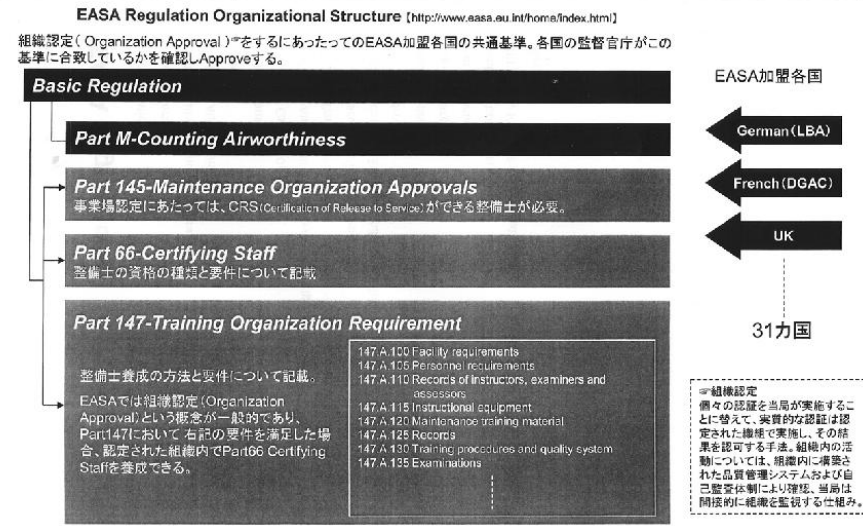 EASA Regulation Organizational Structure [http://www.easa.eu.int/home/index.html]
組織認定( Organization Approval )☞をするにあったってのEASA加盟各国の共通基準。各国の監督官庁がこの
基準に合致しているかを確認しApproveする。
Basic Regulation
Part M-Counting Airworthiness
Part 145-Maintenance Organization Approvals
事業場認定にあたっては、CRS(Certification of Release to Service)ができる整備士が必要。
Part 66-Certifying Staff
整備士の資格の種類と要件について記載
Part 147-Training Organization Requirement
整備士養成の方法と要件について記載。
EASAでは組織認定(Organization
Approval)という概念が一般的であり、
Part147において右記の要件を満足した場
合、認定された組織内でPart66 Certifying
Staffを養成できる。
147.A.100 Facility requirements
147.A.105 Personnel requirements
147.A.110 Records of instructors, examiners and
assessors
147.A.115 Instructional equipment
147.A.120 Maintenance training material
147.A.125 Records
147.A.130 Training procedures and quality system
147.A.135 Examinations
EASA加盟各国
German(LBA)
French(DGAC)
UK
31カ国
☞組織認定
個々の認証を当局が実施するこ
とに替えて、実質的な認証は認
定された組織で実施し、その結
果を認可する手法。組織内の活
動については、組織内に構築さ
れた品質管理システムおよび自
己監査体制により確認、当局は
間接的に組織を監視する仕組み。